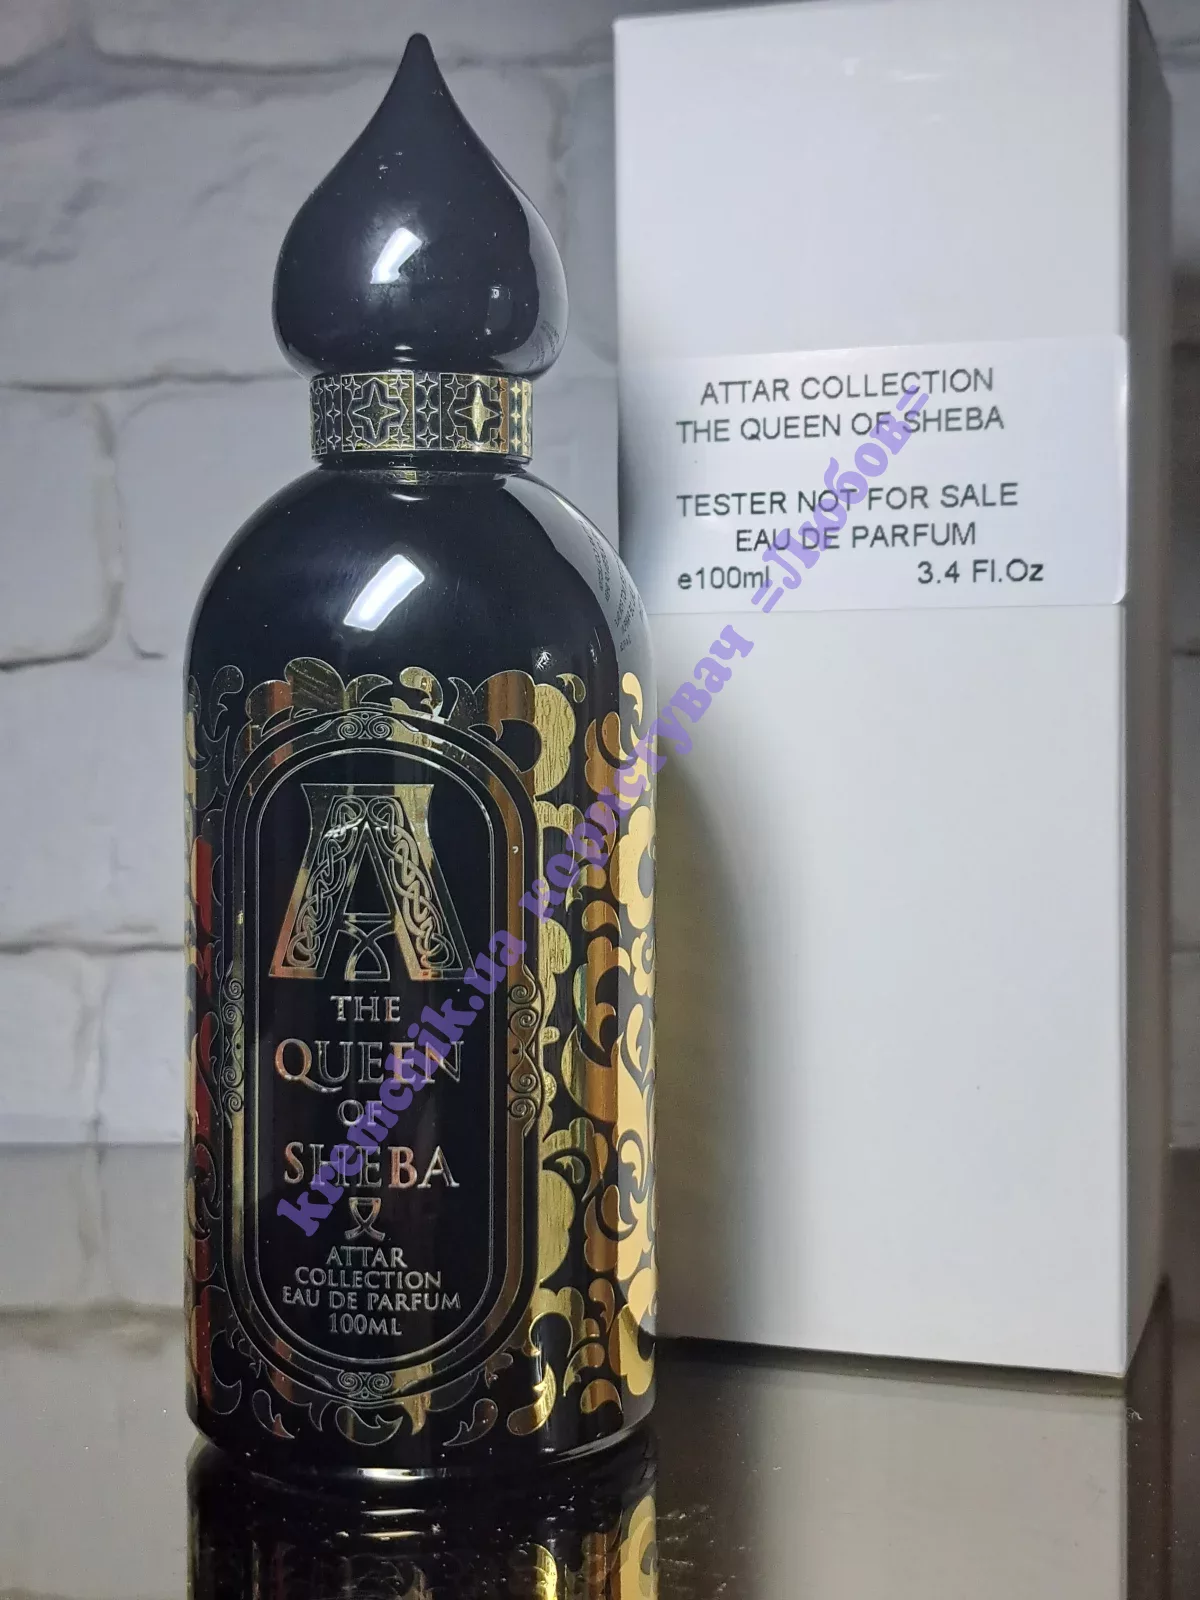 ATTAR COLLECTION
THE QUEEN OF SHEBA
TESTER NOT FOR SALE
EAU DE PARFUM
e100ml 3.4 Fl.Oz
THE
QUEEN
OF
SHEBA
ATTAR
COLLECTION
EAU DE PARFUM
100ML
kremchik.ua користувач =Любов=